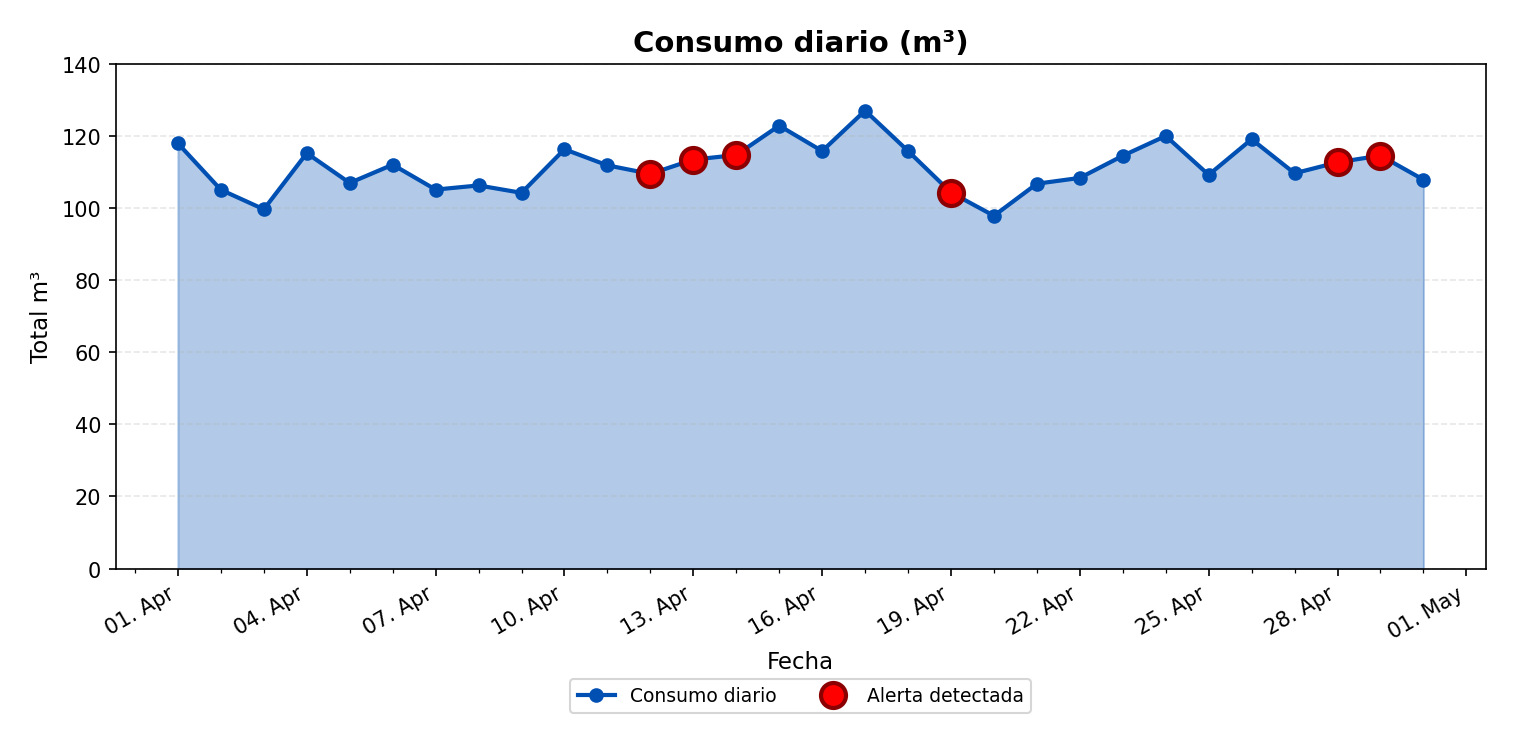 Consumo diario (m³)
Total m³
140
120
100
80
60
40
20
0
01. Apr
04. Apr
07. Apr
10. Apr
13. Apr
16. Apr
19. Apr
22. Apr
25. Apr
28. Apr
01. May
Fecha
Consumo diario
Alerta detectada